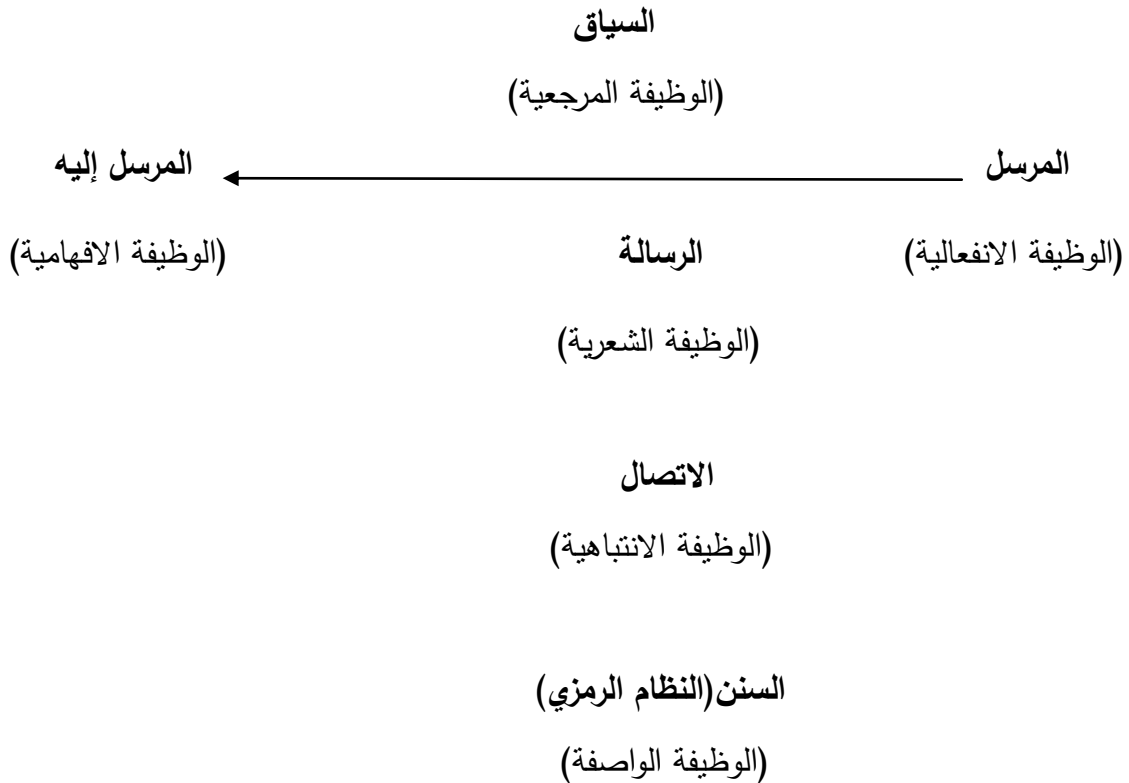 السياق
(الوظيفة المرجعية)
المرسل المرسل إليه
(الوظيفة الانفعالية) الرسالة (الوظيفة الافهامية)
(الوظيفة الشعرية)
الاتصال
(الوظيفة الانتباهية)
السنن(النظام الرمزي)
(الوظيفة الواصفة)